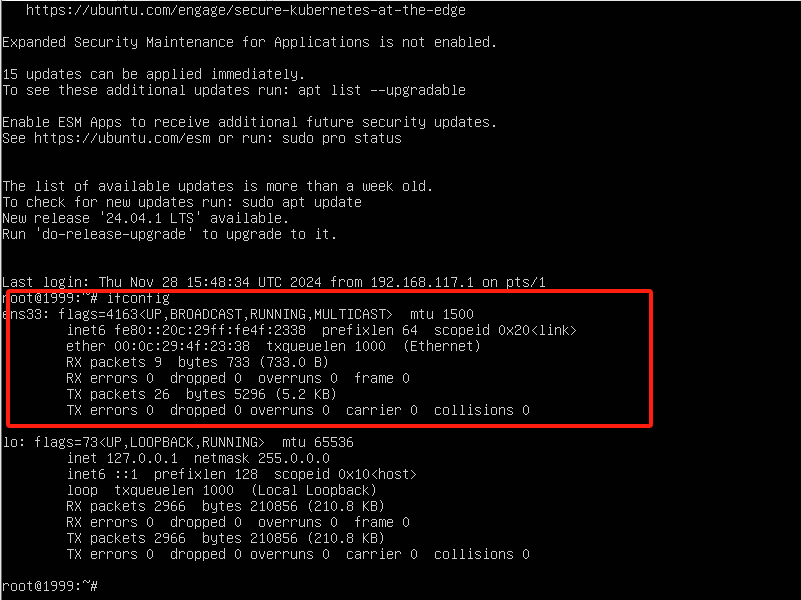 https://ubuntu.com/engage/secure-kubernetes-at-the-edge
Expanded Security Maintenance for Applications is not enabled.
15 updates can be applied immediately.
To see these additional updates run: apt list --upgradable
Enable ESM Apps to receive additional future security updates.
See https://ubuntu.com/esm or run: sudo pro status
The list of available updates is more than a week old.
To check for new updates run: sudo apt update
New release '24.04.1 LTS' available.
Run 'do-release-upgrade' to upgrade to it.
Last login: Thu Nov 28 15:48:34 UTC 2024 from 192.168.117.1 on pts/1
root@1999:~# ifconfig
ens33: flags=4163<UP,BROADCAST,RUNNING,MULTICAST>  mtu 1500
inet6 fe80::20c:29ff:fe4f:2338  prefixlen 64  scopeid 0x20<link>
ether 00:0c:29:4f:23:38  txqueuelen 1000  (Ethernet)
RX packets 9  bytes 733 (733.0 B)
RX errors 0  dropped 0  overruns 0  frame 0
TX packets 26  bytes 5296 (5.2 KB)
TX errors 0  dropped 0 overruns 0  carrier 0  collisions 0
lo: flags=73<UP,LOOPBACK,RUNNING>  mtu 65536
inet 127.0.0.1  netmask 255.0.0.0
inet6 ::1  prefixlen 128  scopeid 0x10<host>
loop  txqueuelen 1000  (Local Loopback)
RX packets 2966  bytes 210856 (210.8 KB)
RX errors 0  dropped 0  overruns 0  frame 0
TX packets 2966  bytes 210856 (210.8 KB)
TX errors 0  dropped 0 overruns 0  carrier 0  collisions 0
root@1999:~#